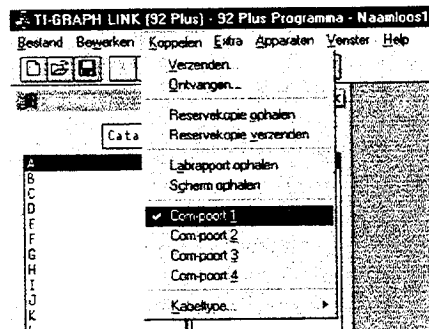 TI-GRAPH LINK (92 Plus) - 92 Plus Programma - Naamloos1
Bestand Bewerken Koppelen Extra Apparaten Venster Help
Verzenden...
Ontvangen...
Reservekopie ophalen
Reservekopie verzenden
Labrapport ophalen
Scherm ophalen
Com-poort 1
Com-poort 2
Com-poort 3
Com-poort 4
Kabeltype...
Cata
A
B
C
D
E
F
G
H
I
J
K